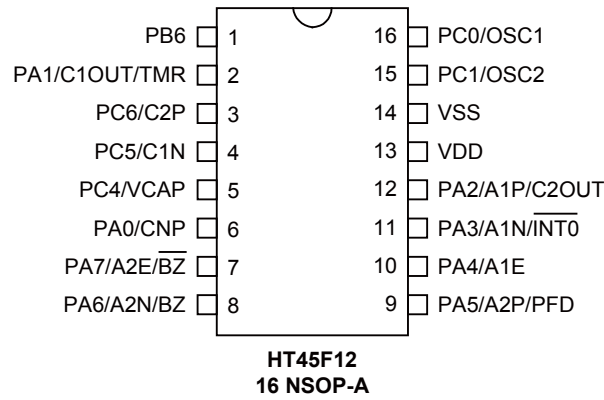 PB6 1 16 PC0/OSC1
PA1/C1OUT/TMR 2 15 PC1/OSC2
PC6/C2P 3 14 VSS
PC5/C1N 4 13 VDD
PC4/VCAP 5 12 PA2/A1P/C2OUT
PA0/CNP 6 11 PA3/A1N/I̅N̅T̅0̅
PA7/A2E/B̅Z̅ 7 10 PA4/A1E
PA6/A2N/BZ 8 9 PA5/A2P/PFD
HT45F12
16 NSOP-A